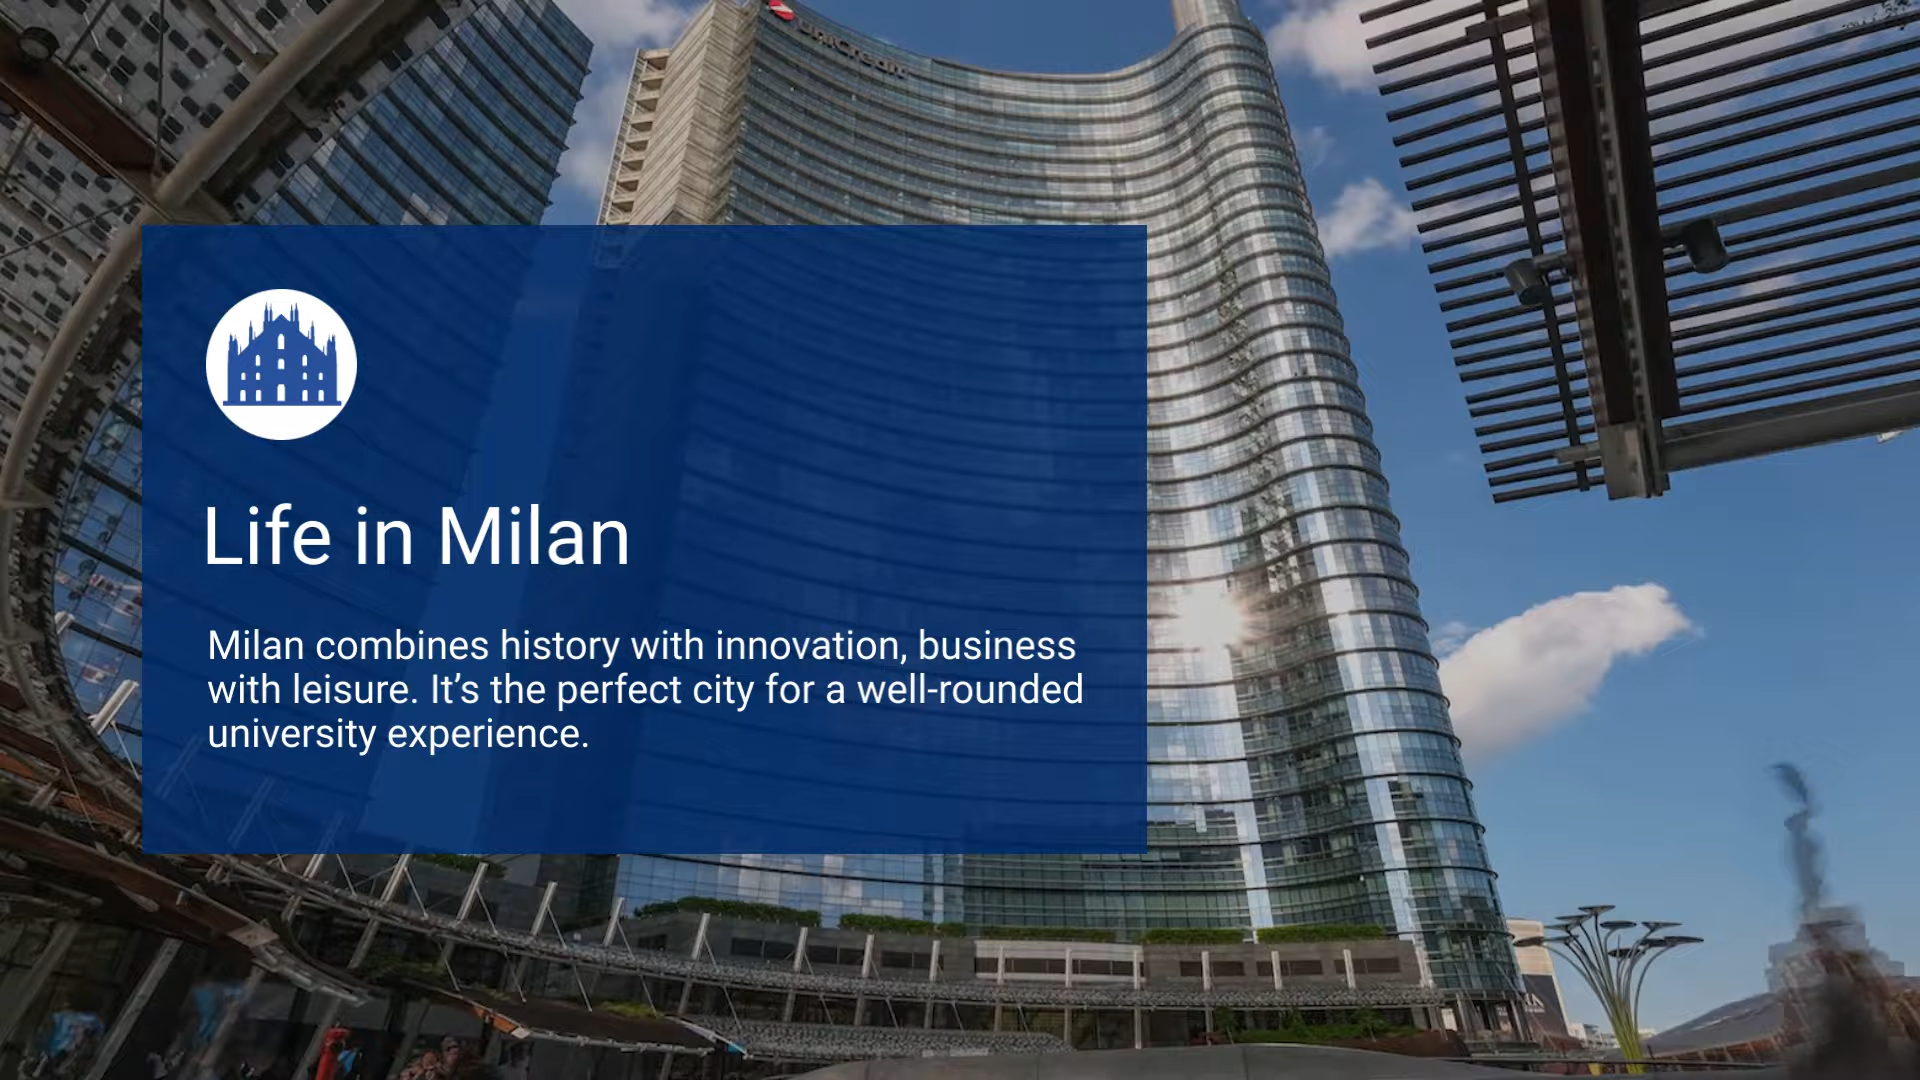 UniCredit
Life in Milan
Milan combines history with innovation, business
with leisure. It’s the perfect city for a well-rounded
university experience.